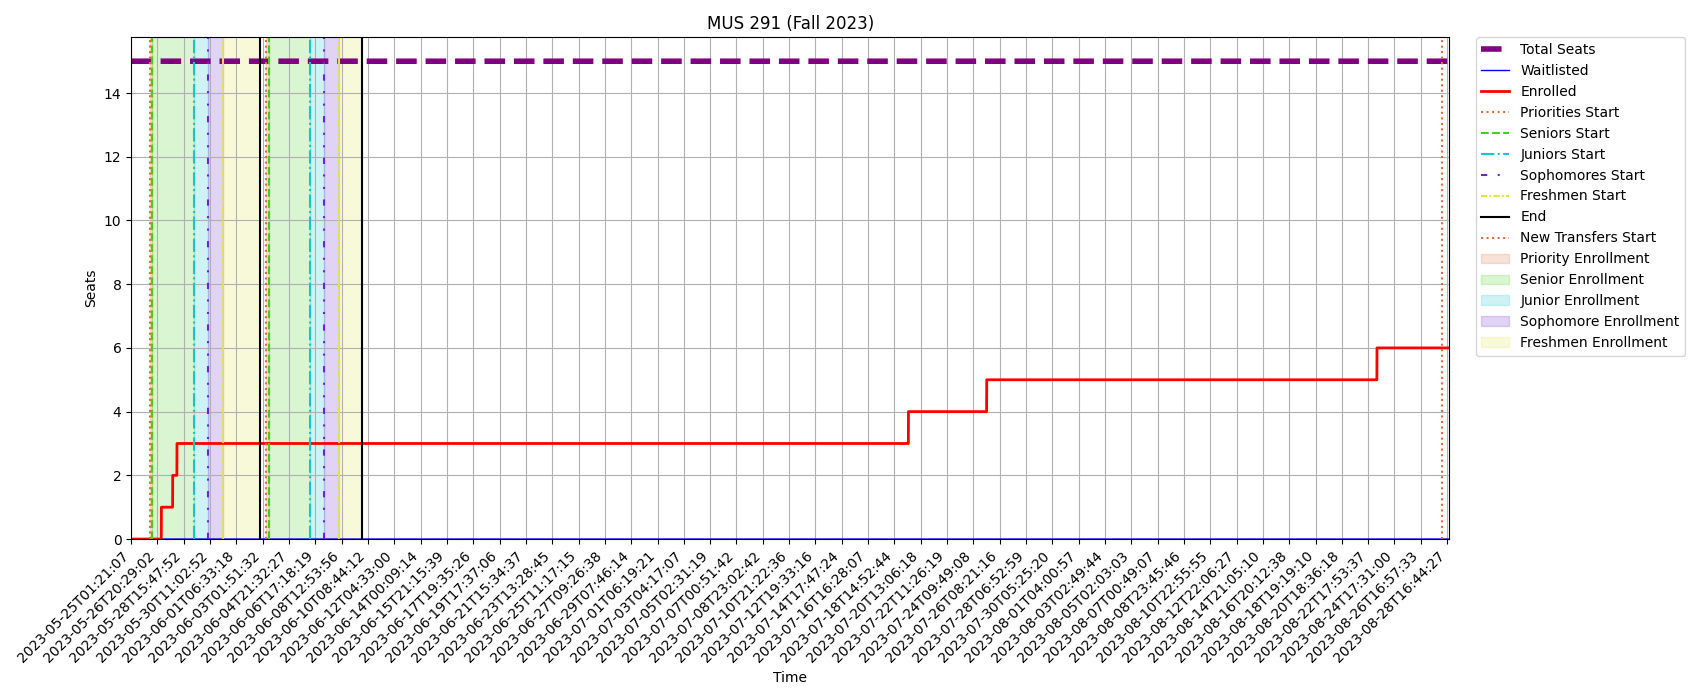 MUS 291 (Fall 2023)
Seats
14
12
10
8
6
4
2
0
2023-05-25T01:21:07
2023-05-26T20:29:02
2023-05-28T15:47:52
2023-05-30T11:02:52
2023-06-01T06:33:18
2023-06-03T01:51:32
2023-06-04T21:32:27
2023-06-06T17:18:19
2023-06-08T12:53:56
2023-06-10T08:44:12
2023-06-12T04:33:00
2023-06-14T00:09:14
2023-06-15T21:15:39
2023-06-17T19:35:26
2023-06-19T17:37:06
2023-06-21T15:34:37
2023-06-23T13:28:45
2023-06-25T11:17:15
2023-06-27T09:26:38
2023-06-29T07:46:14
2023-07-01T06:19:21
2023-07-03T04:17:07
2023-07-05T02:31:19
2023-07-07T00:51:42
2023-07-08T23:02:42
2023-07-10T21:22:36
2023-07-12T19:33:16
2023-07-14T17:47:24
2023-07-16T16:28:07
2023-07-18T14:52:44
2023-07-20T13:06:18
2023-07-22T11:26:19
2023-07-24T09:49:08
2023-07-26T08:21:16
2023-07-28T06:52:59
2023-07-30T05:25:20
2023-08-01T04:00:57
2023-08-03T02:49:44
2023-08-05T02:03:03
2023-08-07T00:49:07
2023-08-08T23:45:46
2023-08-10T22:55:55
2023-08-12T22:06:27
2023-08-14T21:05:10
2023-08-16T20:12:38
2023-08-18T19:19:10
2023-08-20T18:36:18
2023-08-22T17:53:37
2023-08-24T17:31:00
2023-08-26T16:57:33
2023-08-28T16:44:27
Time
Total Seats
Waitlisted
Enrolled
Priorities Start
Seniors Start
Juniors Start
Sophomores Start
Freshmen Start
End
New Transfers Start
Priority Enrollment
Senior Enrollment
Junior Enrollment
Sophomore Enrollment
Freshmen Enrollment